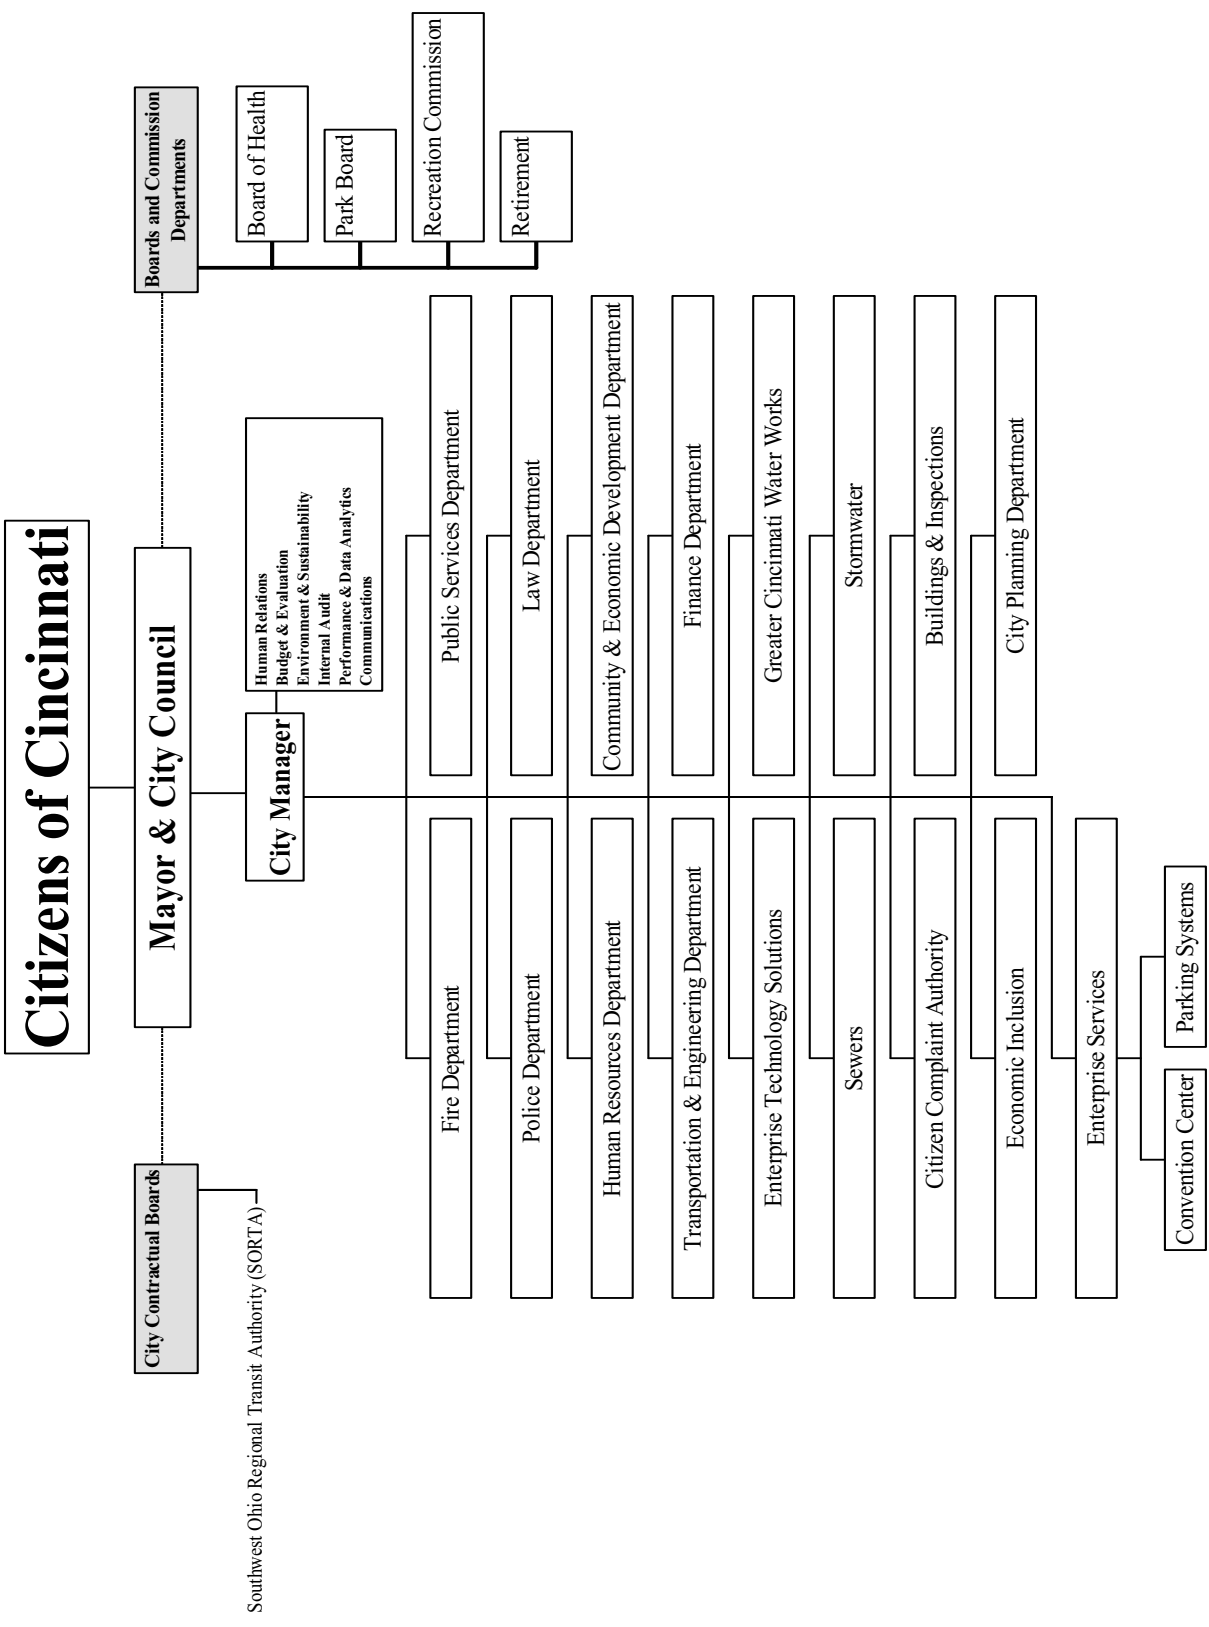 Citizens of Cincinnati
City Contractual Boards
Mayor & City Council
Boards and Commission
Departments
Southwest Ohio Regional Transit Authority (SORTA)
City Manager
Human Relations
Budget & Evaluation
Environment & Sustainability
Internal Audit
Performance & Data Analytics
Communications
Board of Health
Park Board
Recreation Commission
Retirement
Fire Department
Public Services Department
Police Department
Law Department
Human Resources Department
Community & Economic Development Department
Transportation & Engineering Department
Finance Department
Enterprise Technology Solutions
Greater Cincinnati Water Works
Sewers
Stormwater
Citizen Complaint Authority
Buildings & Inspections
Economic Inclusion
City Planning Department
Enterprise Services
Convention Center
Parking Systems